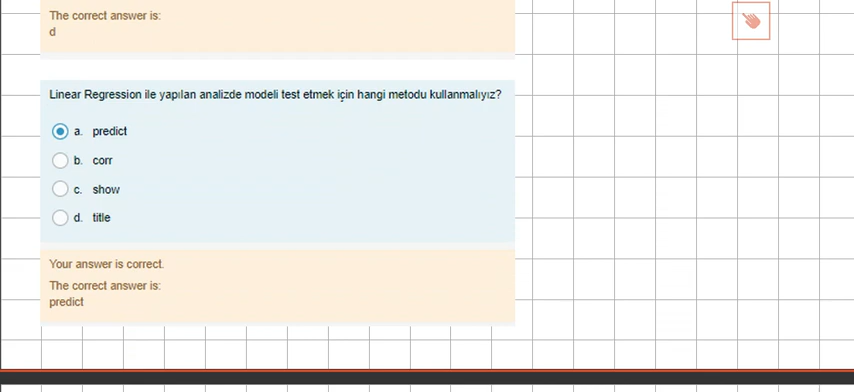 The correct answer is:
d
Linear Regression ile yapılan analizde modeli test etmek için hangi metodu kullanmalıyız?
a. predict
b. corr
c. show
d. title
Your answer is correct.
The correct answer is:
predict